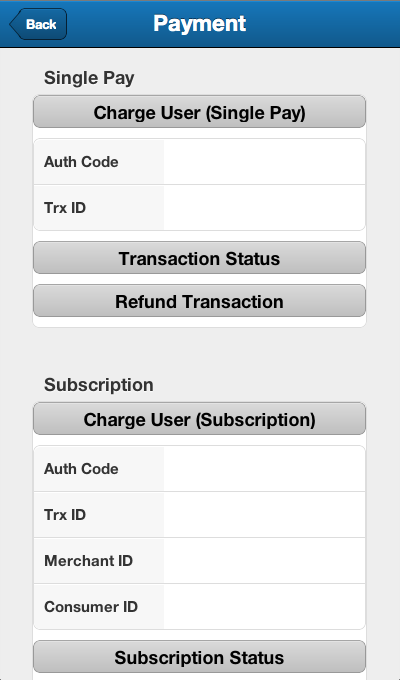 Back
Payment
Single Pay
Charge User (Single Pay)
Auth Code
Trx ID
Transaction Status
Refund Transaction
Subscription
Charge User (Subscription)
Auth Code
Trx ID
Merchant ID
Consumer ID
Subscription Status